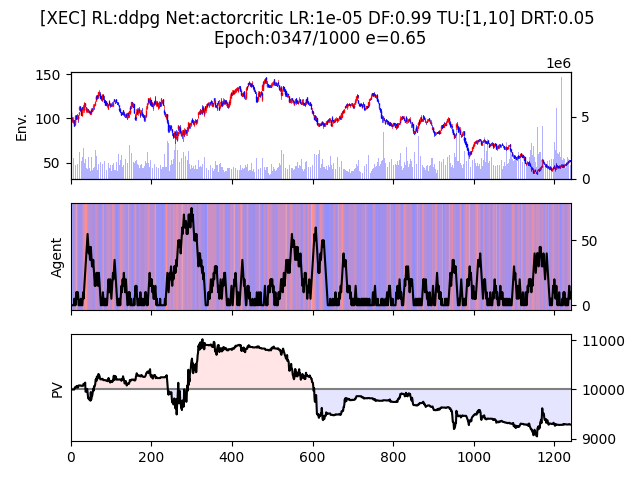 [XEC] RL:ddpg Net:actorcritic LR:1e-05 DF:0.99 TU:[1,10] DRT:0.05
Epoch:0347/1000 e=0.65
1e6
150
100
50
Env.
5
0
Agent
50
0
PV
11000
10000
9000
0 200 400 600 800 1000 1200